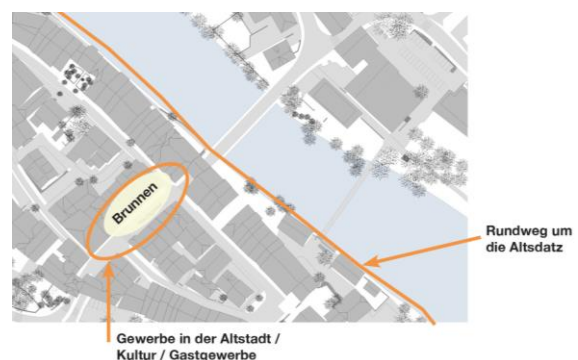 Brunnen
Rundweg um
die Altsdatz
Gewerbe in der Altstadt /
Kultur / Gastgewerbe